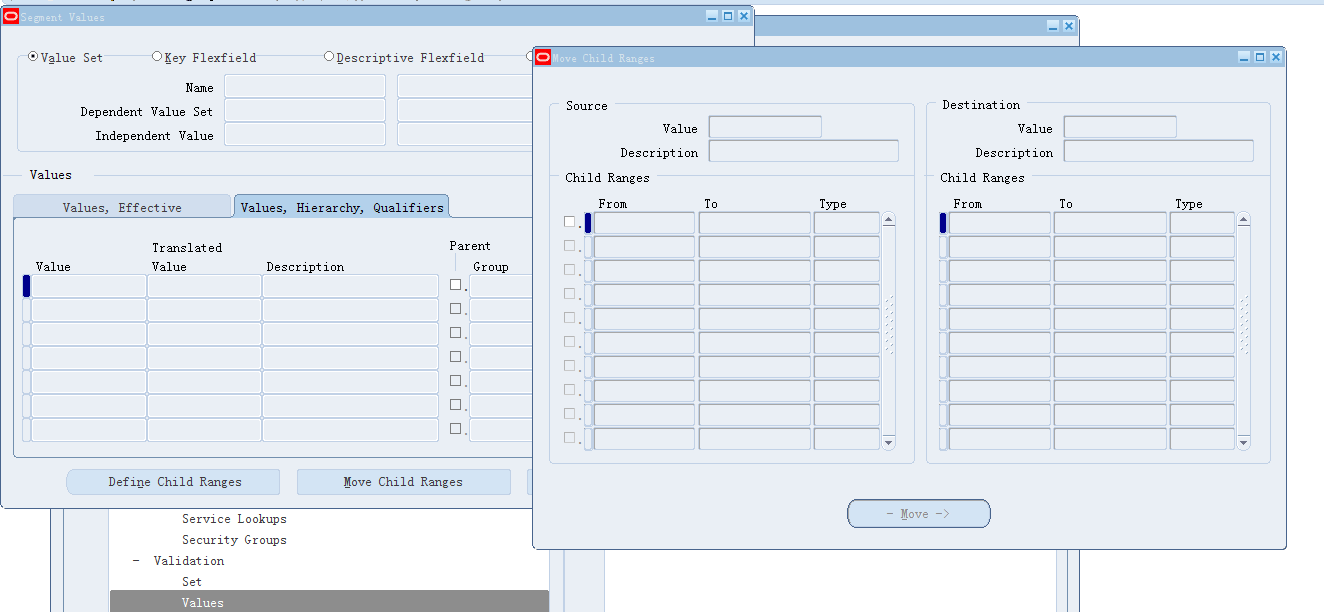 Segment Values
Value Set Key Flexfield Descriptive Flexfield
Name
Dependent Value Set
Independent Value
Values
Values, Effective Values, Hierarchy, Qualifiers
Translated Parent
Value Value Description Group
Define Child Ranges Move Child Ranges
Service Lookups
Security Groups
- Validation
Set
Values
Move Child Ranges
Source
Value
Description
Child Ranges
From To Type
Destination
Value
Description
Child Ranges
From To Type
- Move ->